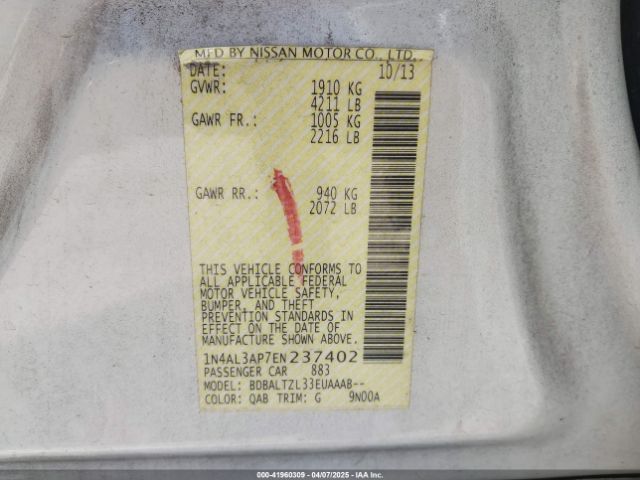 MFD BY NISSAN MOTOR CO., LTD.
DATE: 10/13
GVWR: 1910 KG
4211 LB
GAWR FR.: 1005 KG
2216 LB
GAWR RR.: 940 KG
2072 LB
THIS VEHICLE CONFORMS TO
ALL APPLICABLE FEDERAL
MOTOR VEHICLE SAFETY,
BUMPER, AND THEFT
PREVENTION STANDARDS IN
EFFECT ON THE DATE OF
MANUFACTURE SHOWN ABOVE.
1N4AL3AP7EN237402
PASSENGER CAR 883
MODEL: BDBALTZL33EUAAAB--
COLOR: QAB TRIM: G 9N00A
000-41960309 - 04/07/2025 - IAA Inc.